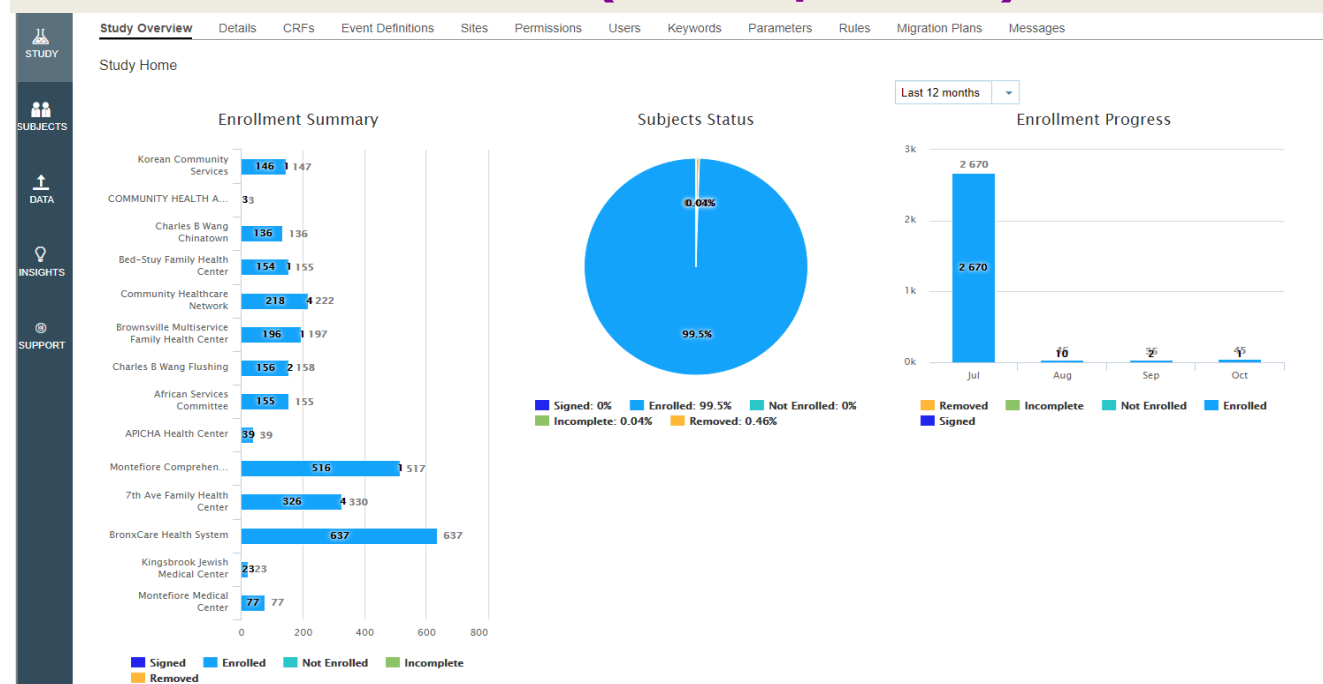 Study Overview Details CRFs Event Definitions Sites Permissions Users Keywords Parameters Rules Migration Plans Messages
STUDY
SUBJECTS
DATA
INSIGHTS
SUPPORT
Study Home
Last 12 months
Enrollment Summary
Korean Community
Services
146 1 147
COMMUNITY HEALTH A...
3 3
Charles B Wang
Chinatown
136 136
Bed-Stuy Family Health
Center
154 1 155
Community Healthcare
Network
218 4 222
Brownsville Multiservice
Family Health Center
196 1 197
Charles B Wang Flushing
156 2 158
African Services
Committee
155 155
APICHA Health Center
39 39
Montefiore Comprehen...
516 1 517
7th Ave Family Health
Center
326 4 330
BronxCare Health System
637 637
Kingsbrook Jewish
Medical Center
23 23
Montefiore Medical
Center
77 77
0 200 400 600 800
Signed Enrolled Not Enrolled Incomplete
Removed
Subjects Status
0.04%
99.5%
Signed: 0% Enrolled: 99.5% Not Enrolled: 0%
Incomplete: 0.04% Removed: 0.46%
Enrollment Progress
3k
2 670
2k
2 670
1k
0k
10 2 1
Jul Aug Sep Oct
Removed Incomplete Not Enrolled Enrolled
Signed